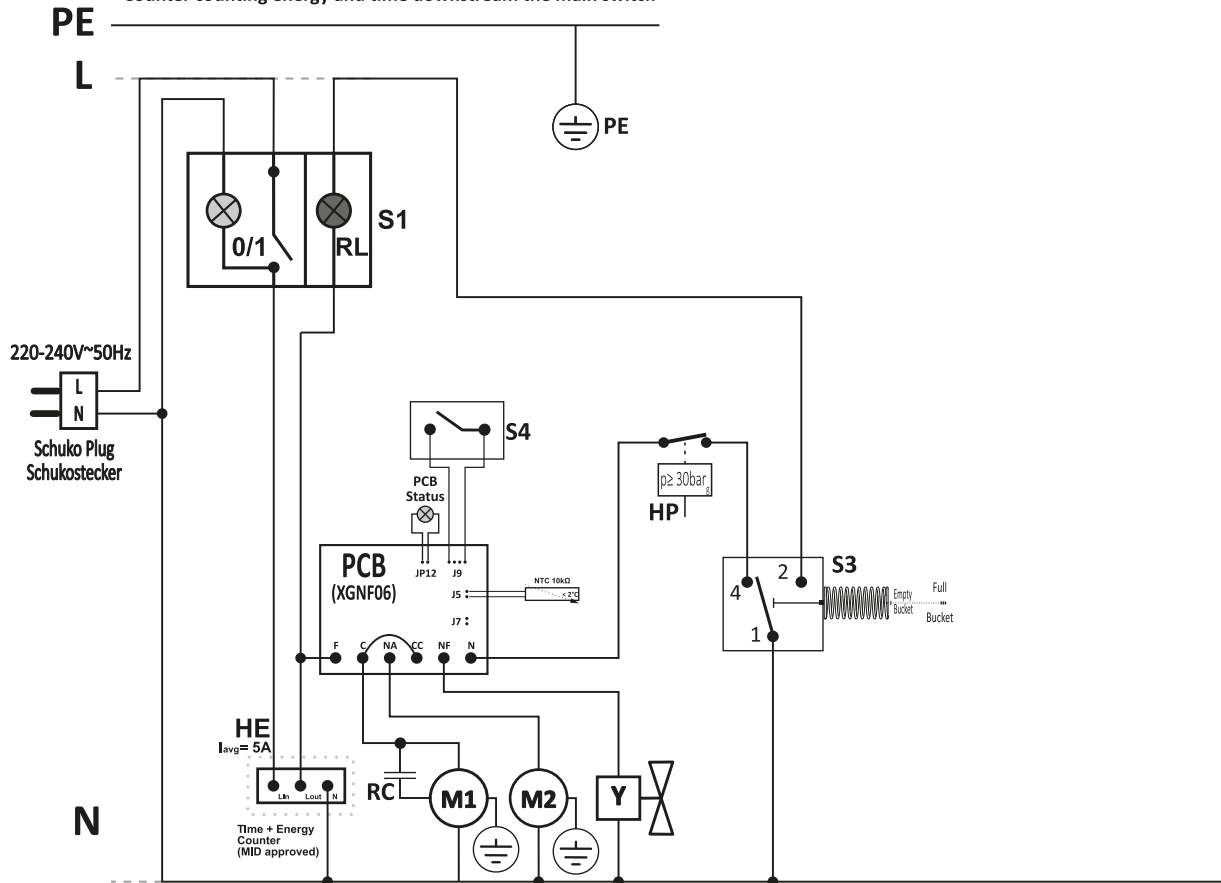 counter counting energy and time downstream the main switch
PE
L
PE
S1
0/1
RL
220-240V~50Hz
L
N
Schuko Plug
Schukostecker
S4
PCB
Status
p≥ 30bar
g
HP
PCB
(XGNF06)
JP12
J9
J5
NTC 10kΩ
< 2°C
J7
F
C
NA
CC
NF
N
S3
2
4
1
Empty
Bucket
Full
Bucket
HE
Iavg= 5A
Lin
Lout
N
Time + Energy
Counter
(MID approved)
RC
M1
M2
Y
N